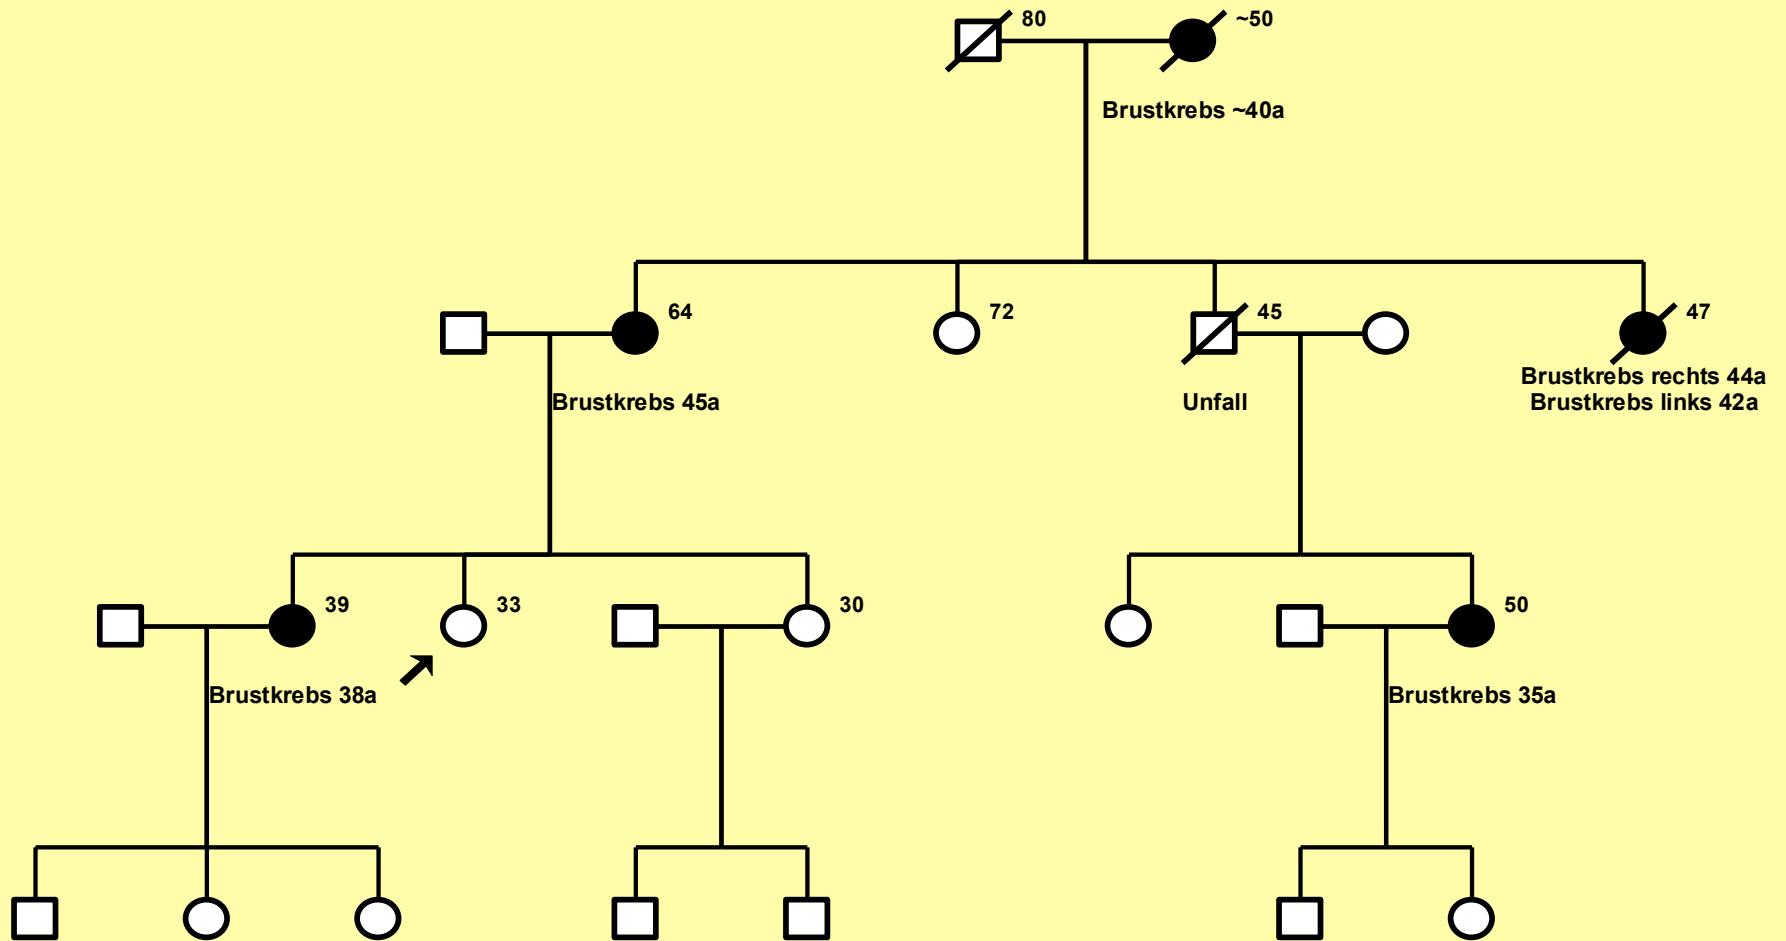 80
~50
Brustkrebs ~40a
64
72
45
47
Brustkrebs 45a
Unfall
Brustkrebs rechts 44a
Brustkrebs links 42a
39
33
30
50
Brustkrebs 38a
Brustkrebs 35a